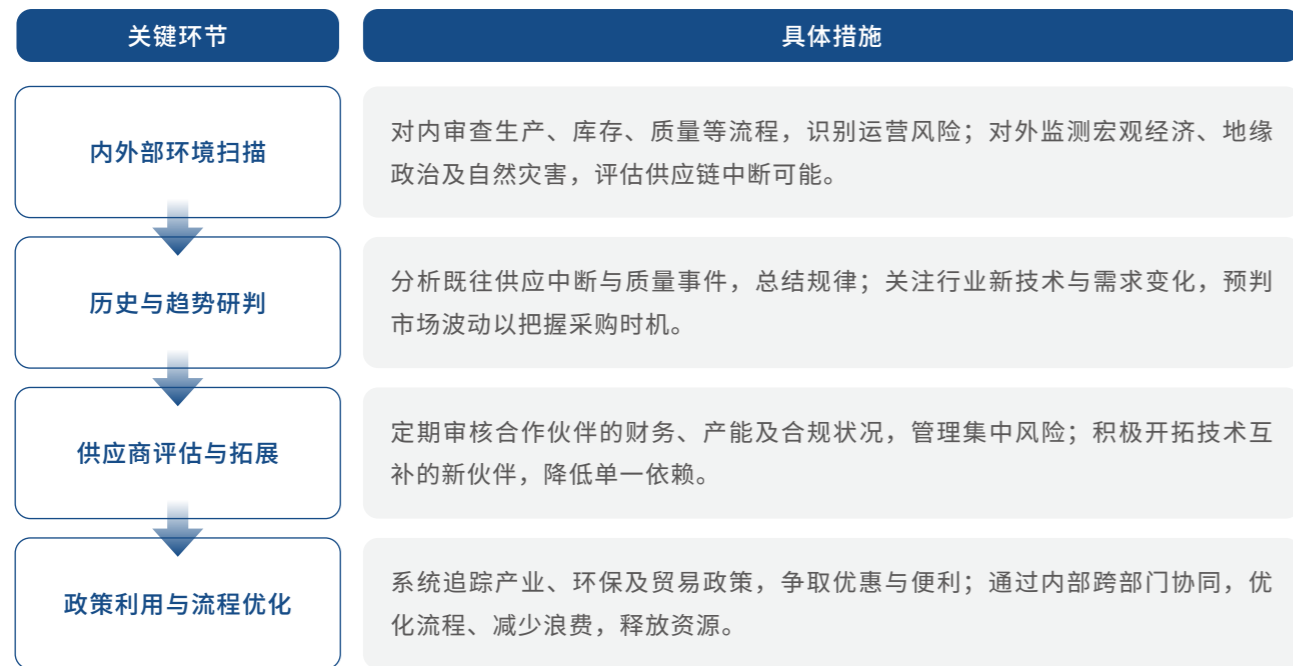 关键环节
具体措施
内外部环境扫描
对内审查生产、库存、质量等流程，识别运营风险；对外监测宏观经济、地缘
政治及自然灾害，评估供应链中断可能。
历史与趋势研判
分析既往供应中断与质量事件，总结规律；关注行业新技术与需求变化，预判
市场波动以把握采购时机。
供应商评估与拓展
定期审核合作伙伴的财务、产能及合规状况，管理集中风险；积极开拓技术互
补的新伙伴，降低单一依赖。
政策利用与流程优化
系统追踪产业、环保及贸易政策，争取优惠与便利；通过内部跨部门协同，优
化流程、减少浪费，释放资源。